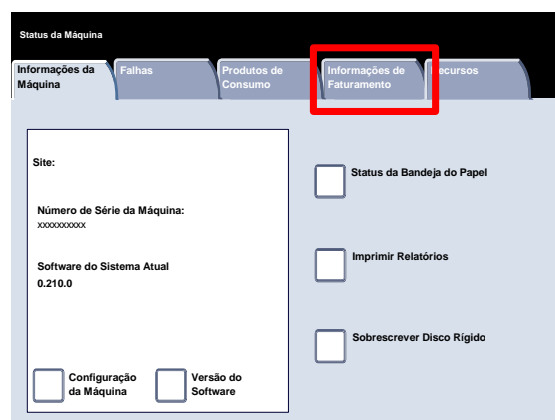 Status da Máquina
Informações da
Máquina
Falhas
Produtos de
Consumo
Informações de
Faturamento
Recursos
Site:
Número de Série da Máquina:
xxxxxxxxx
Software do Sistema Atual
0.210.0
Configuração
da Máquina
Versão do
Software
Status da Bandeja do Papel
Imprimir Relatórios
Sobrescrever Disco Rígido